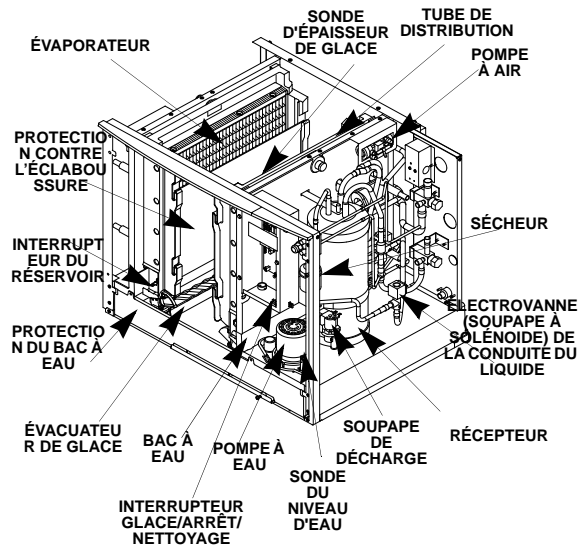 SONDE
D'ÉPAISSEUR
DE GLACE
TUBE DE
DISTRIBUTION
ÉVAPORATEUR
POMPE
À AIR
PROTECTIO
N CONTRE
L'ÉCLABOU
SSURE
SÉCHEUR
INTERRUPT
EUR DU
RÉSERVOIR
ÉLECTROVANNE
(SOUPAPE À
SOLÉNOIDE) DE
LA CONDUITE DU
LIQUIDE
PROTECTIO
N DU BAC À
EAU
ÉVACUATEU
R DE GLACE
BAC À
EAU
POMPE À
EAU
SOUPAPE
DE
DÉCHARGE
RÉCEPTEUR
SONDE
DU
NIVEAU
D'EAU
INTERRUPTEUR
GLACE/ARRÊT/
NETTOYAGE